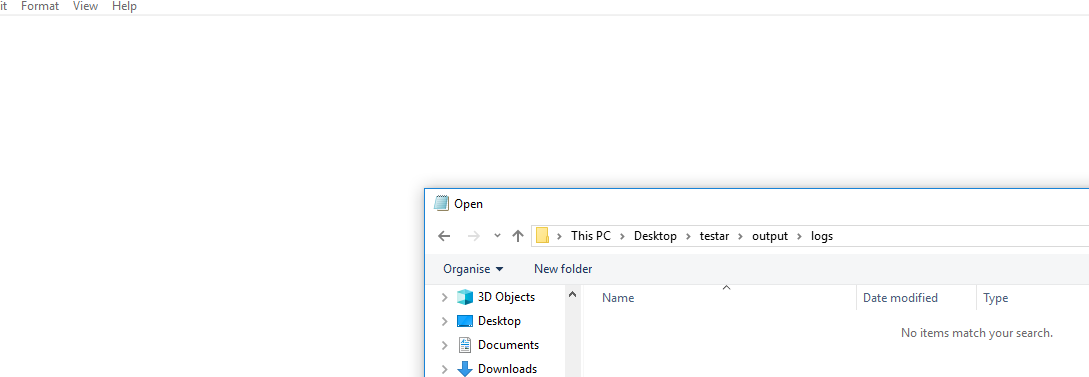 it Format View Help
Open
This PC Desktop testar output logs
Organise New folder
Name Date modified Type
3D Objects
No items match your search.
Desktop
Documents
Downloads